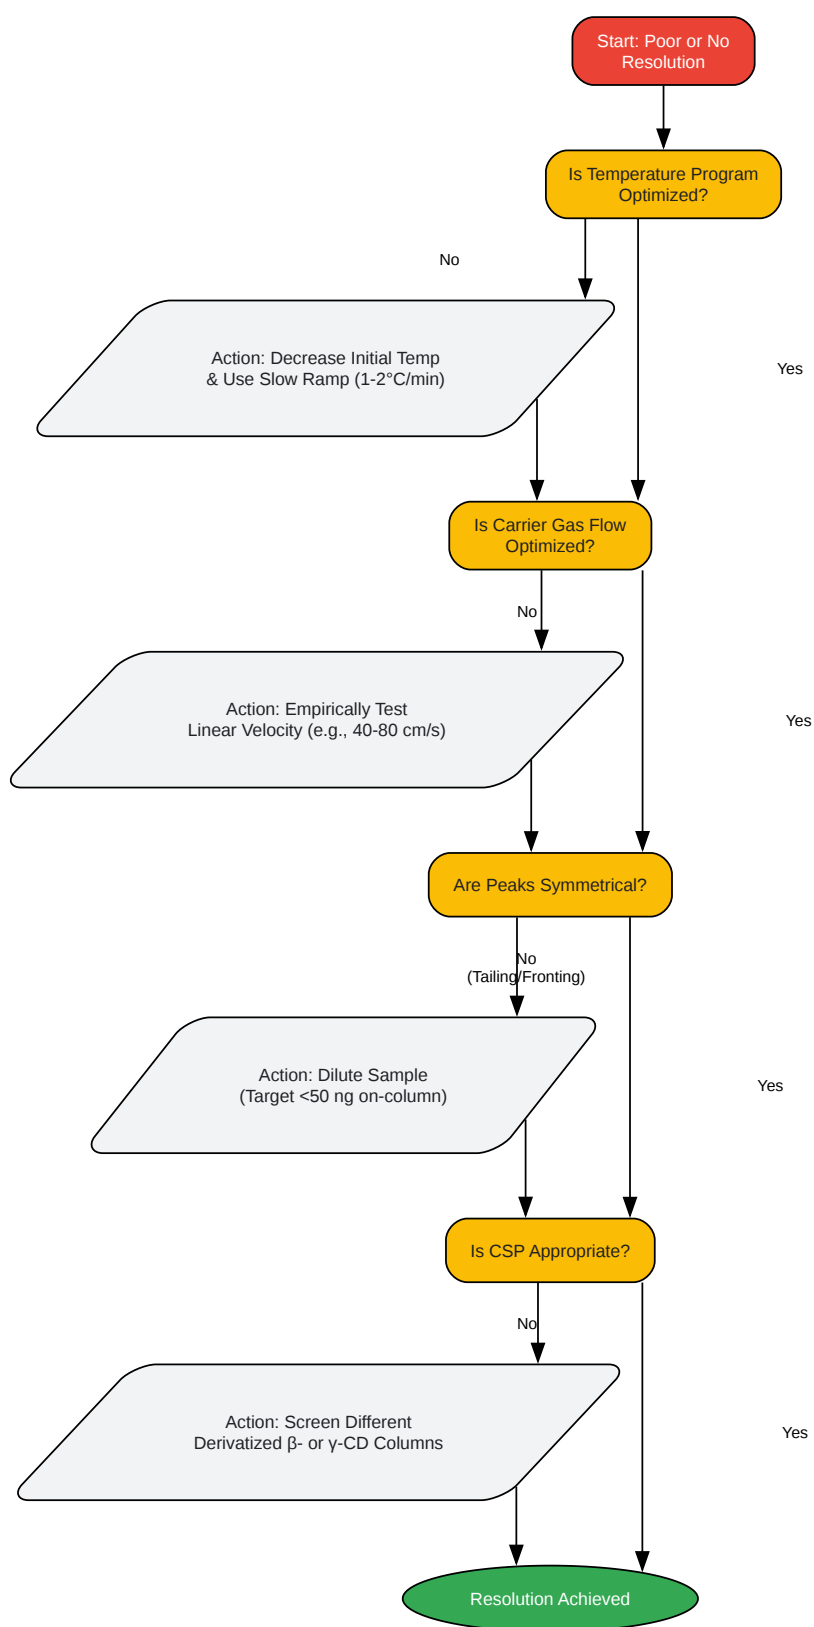 Start: Poor or No
Resolution
Is Temperature Program
Optimized?
No
Action: Decrease Initial Temp
& Use Slow Ramp (1-2°C/min)
Yes
Is Carrier Gas Flow
Optimized?
No
Action: Empirically Test
Linear Velocity (e.g., 40-80 cm/s)
Yes
Are Peaks Symmetrical?
No
(Tailing/Fronting)
Action: Dilute Sample
(Target <50 ng on-column)
Yes
Is CSP Appropriate?
No
Action: Screen Different
Derivatized β- or γ-CD Columns
Yes
Resolution Achieved